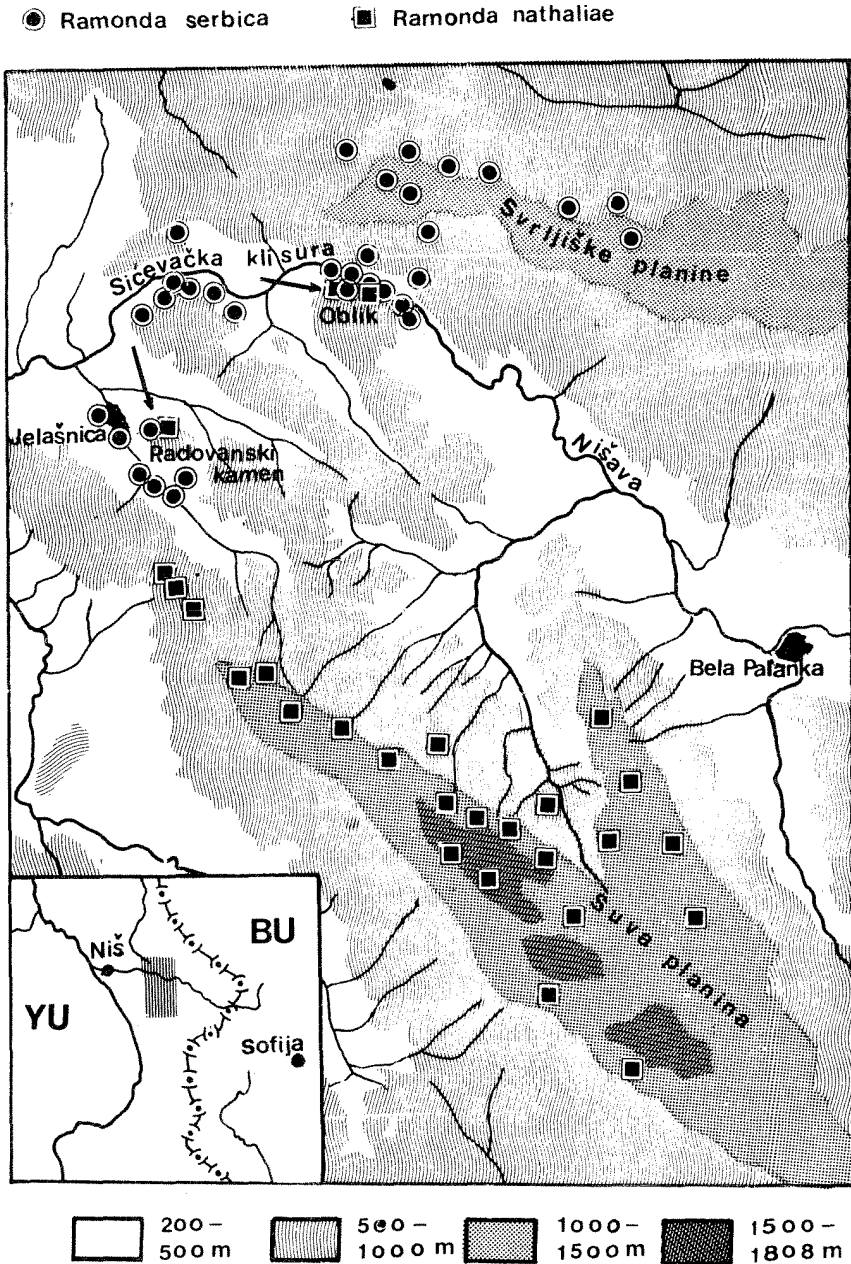 Ramonda serbica
Ramonda nathaliae
Svrljiške planine
Sićevačka klisura
Oblik
Jelašnica
Radovanski
kamen
Nišava
Bela Palanka
Suva planina
BU
Niš
YU
Sofija
200–
500 m
500–
1000 m
1000–
1500 m
1500–
1808 m